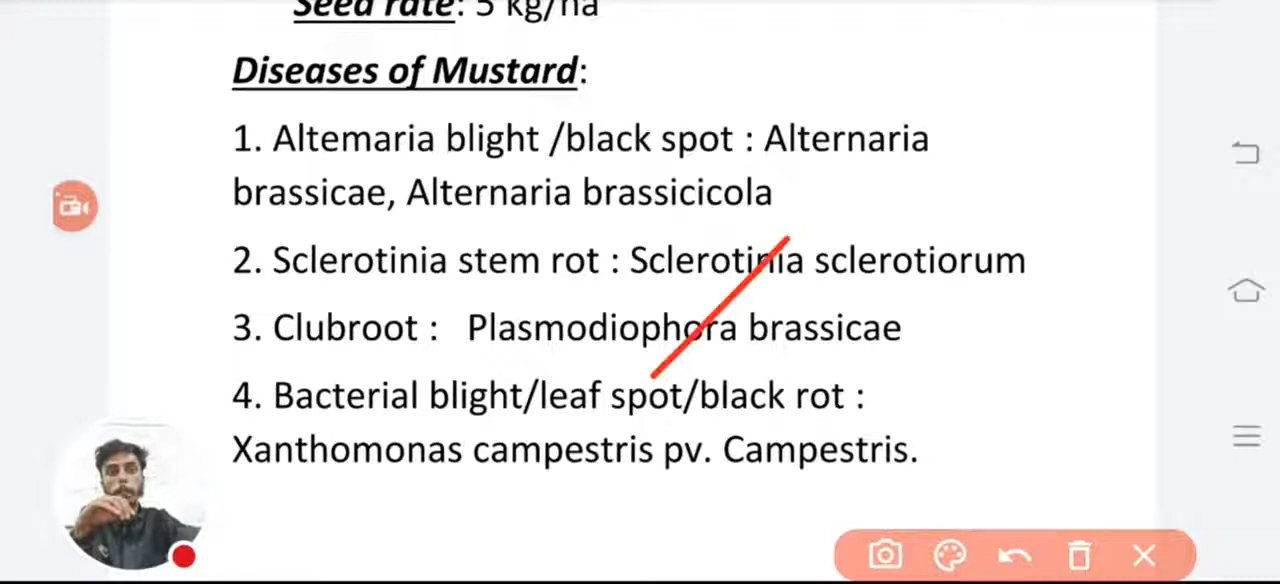 Seed rate: 5 kg/ha
Diseases of Mustard:
1. Altemaria blight /black spot : Alternaria
brassicae, Alternaria brassicicola
2. Sclerotinia stem rot : Sclerotinia sclerotiorum
3. Clubroot : Plasmodiophora brassicae
4. Bacterial blight/leaf spot/black rot :
Xanthomonas campestris pv. Campestris.